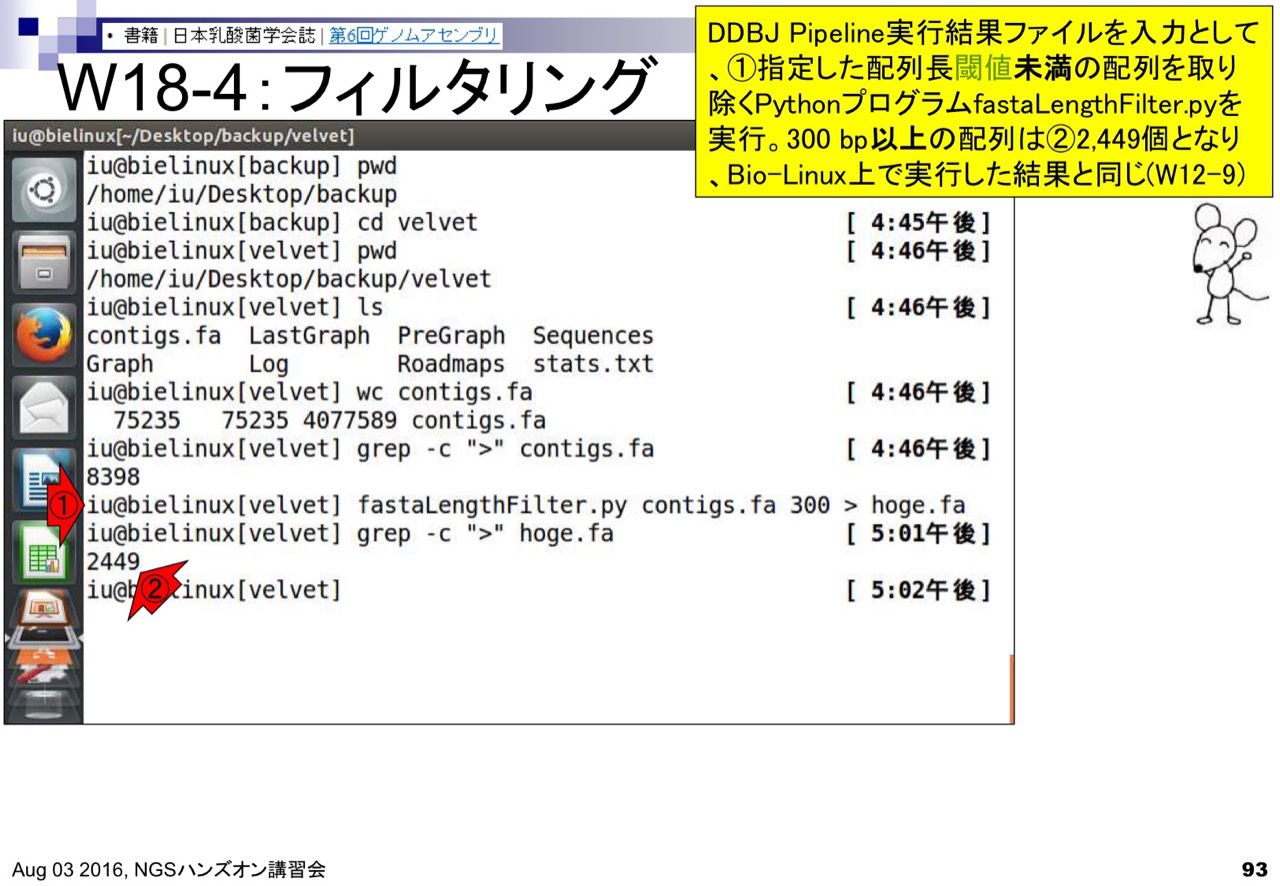 • 書籍 | 日本乳酸菌学会誌 | 第6回ゲノムアセンブリ
W18-4：フィルタリング
DDBJ Pipeline実行結果ファイルを入力として
、①指定した配列長閾値未満の配列を取り
除くPythonプログラムfastaLengthFilter.pyを
実行。300 bp以上の配列は②2,449個となり
、Bio-Linux上で実行した結果と同じ(W12-9)
iu@bielinux[~/Desktop/backup/velvet]
iu@bielinux[backup] pwd
/home/iu/Desktop/backup
iu@bielinux[backup] cd velvet [ 4:45午後]
iu@bielinux[velvet] pwd [ 4:46午後]
/home/iu/Desktop/backup/velvet
iu@bielinux[velvet] ls [ 4:46午後]
contigs.fa LastGraph PreGraph Sequences
Graph Log Roadmaps stats.txt
iu@bielinux[velvet] wc contigs.fa [ 4:46午後]
75235 75235 4077589 contigs.fa
iu@bielinux[velvet] grep -c ">" contigs.fa [ 4:46午後]
8398
① iu@bielinux[velvet] fastaLengthFilter.py contigs.fa 300 > hoge.fa
iu@bielinux[velvet] grep -c ">" hoge.fa [ 5:01午後]
2449
②
iu@bielinux[velvet] [ 5:02午後]
Aug 03 2016, NGSハンズオン講習会
93